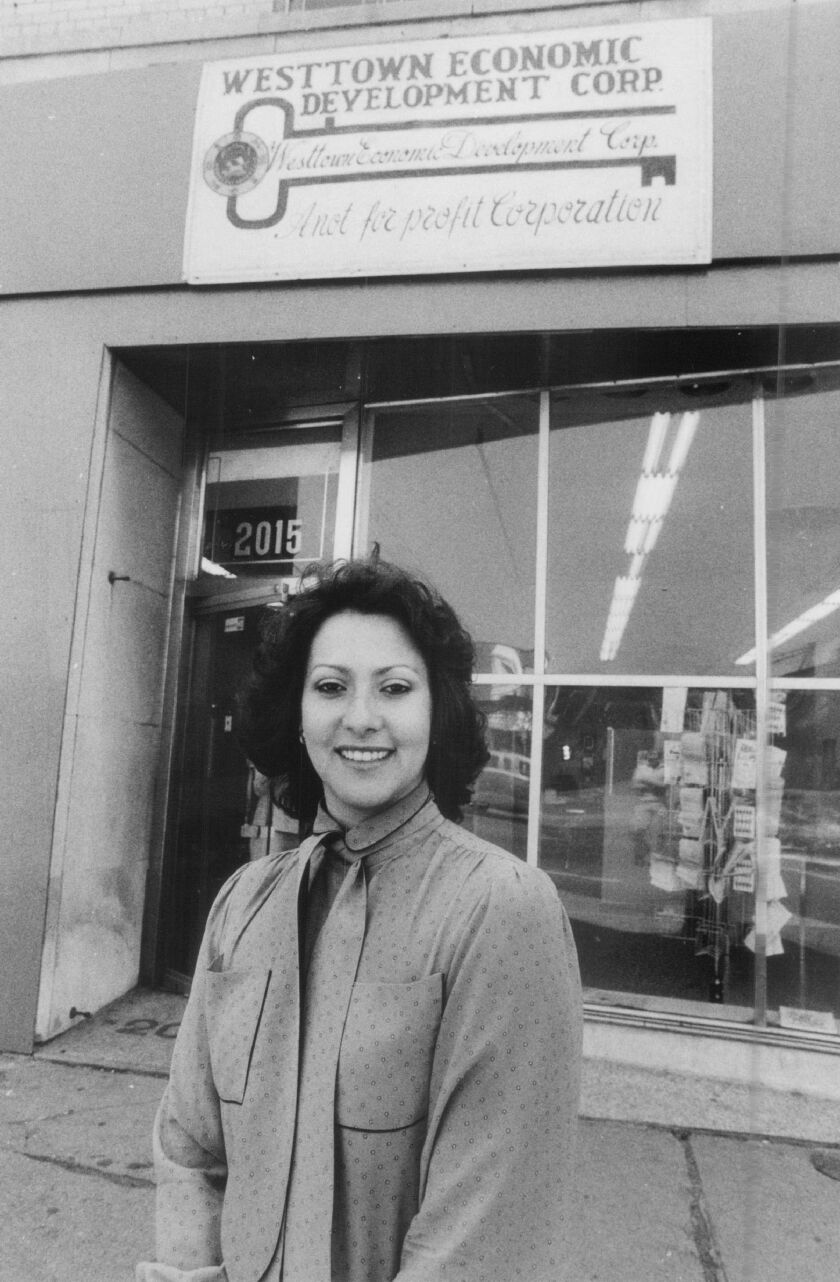 WESTTOWN ECONOMIC
DEVELOPMENT CORP.
Westtown Economic Development Corp.
A not for profit Corporation
2015